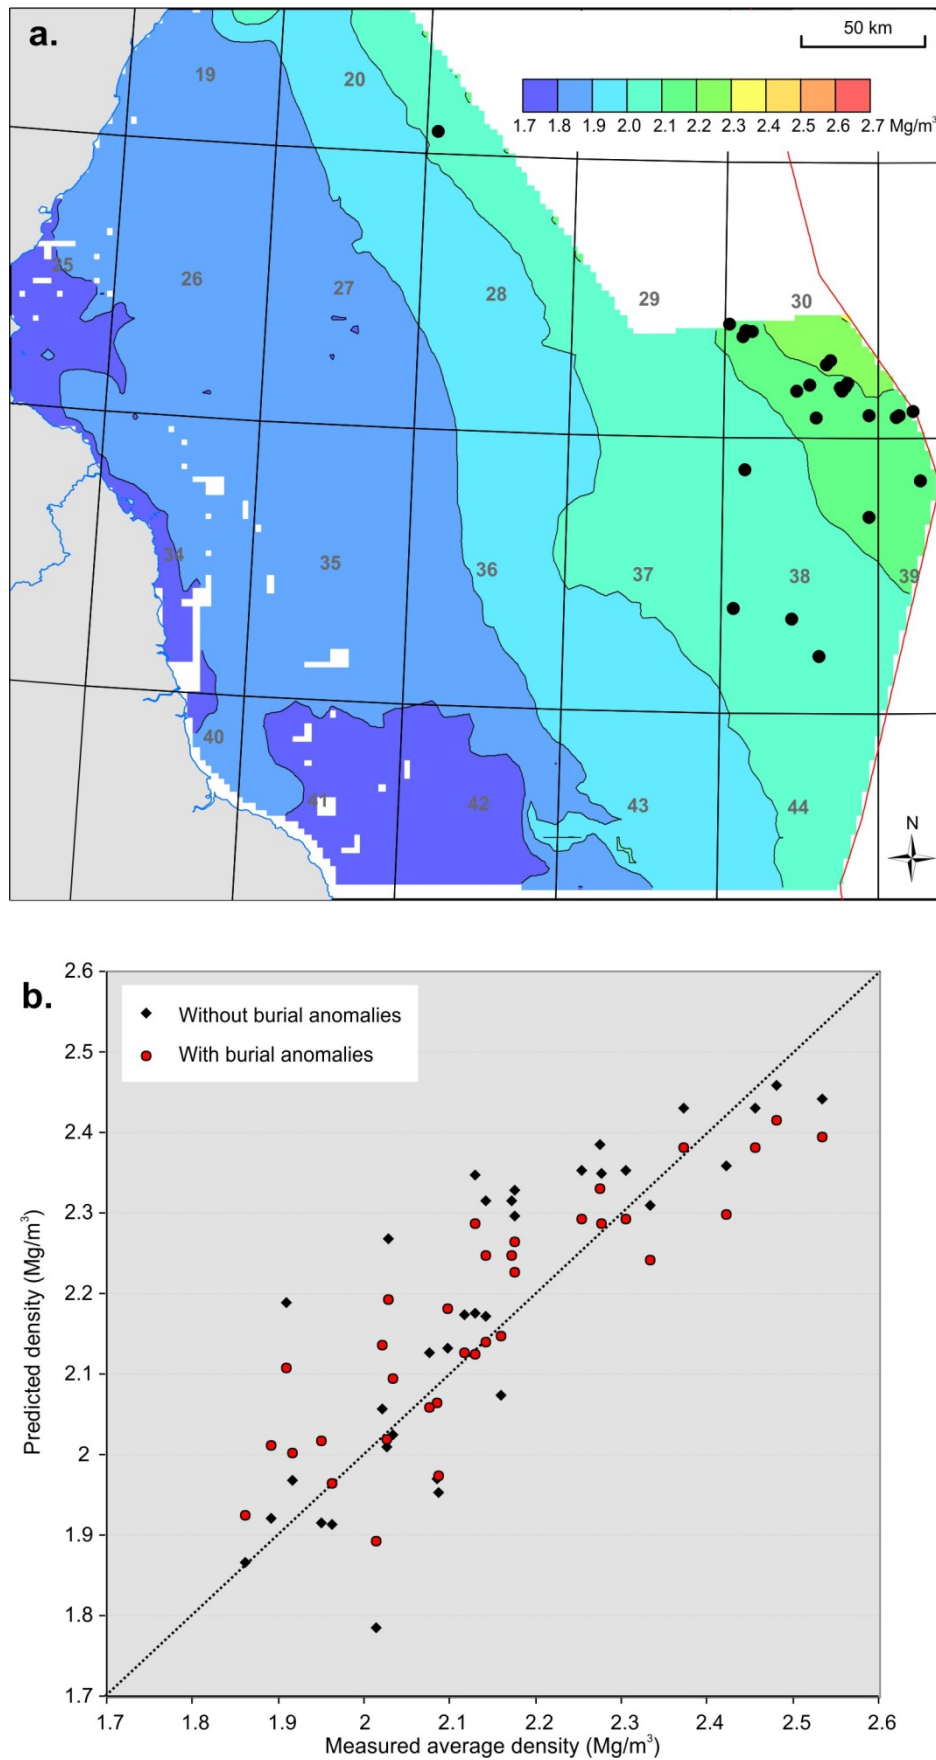 a.
50 km
19
20
1.7 1.8 1.9 2.0 2.1 2.2 2.3 2.4 2.5 2.6 2.7 Mg/m³
25
26
27
28
29
30
34
35
36
37
38
39
40
41
42
43
44
N
b.
2.6
Without burial anomalies
With burial anomalies
2.5
2.4
2.3
2.2
2.1
2
1.9
1.8
1.7
Predicted density (Mg/m³)
1.7 1.8 1.9 2 2.1 2.2 2.3 2.4 2.5 2.6
Measured average density (Mg/m³)